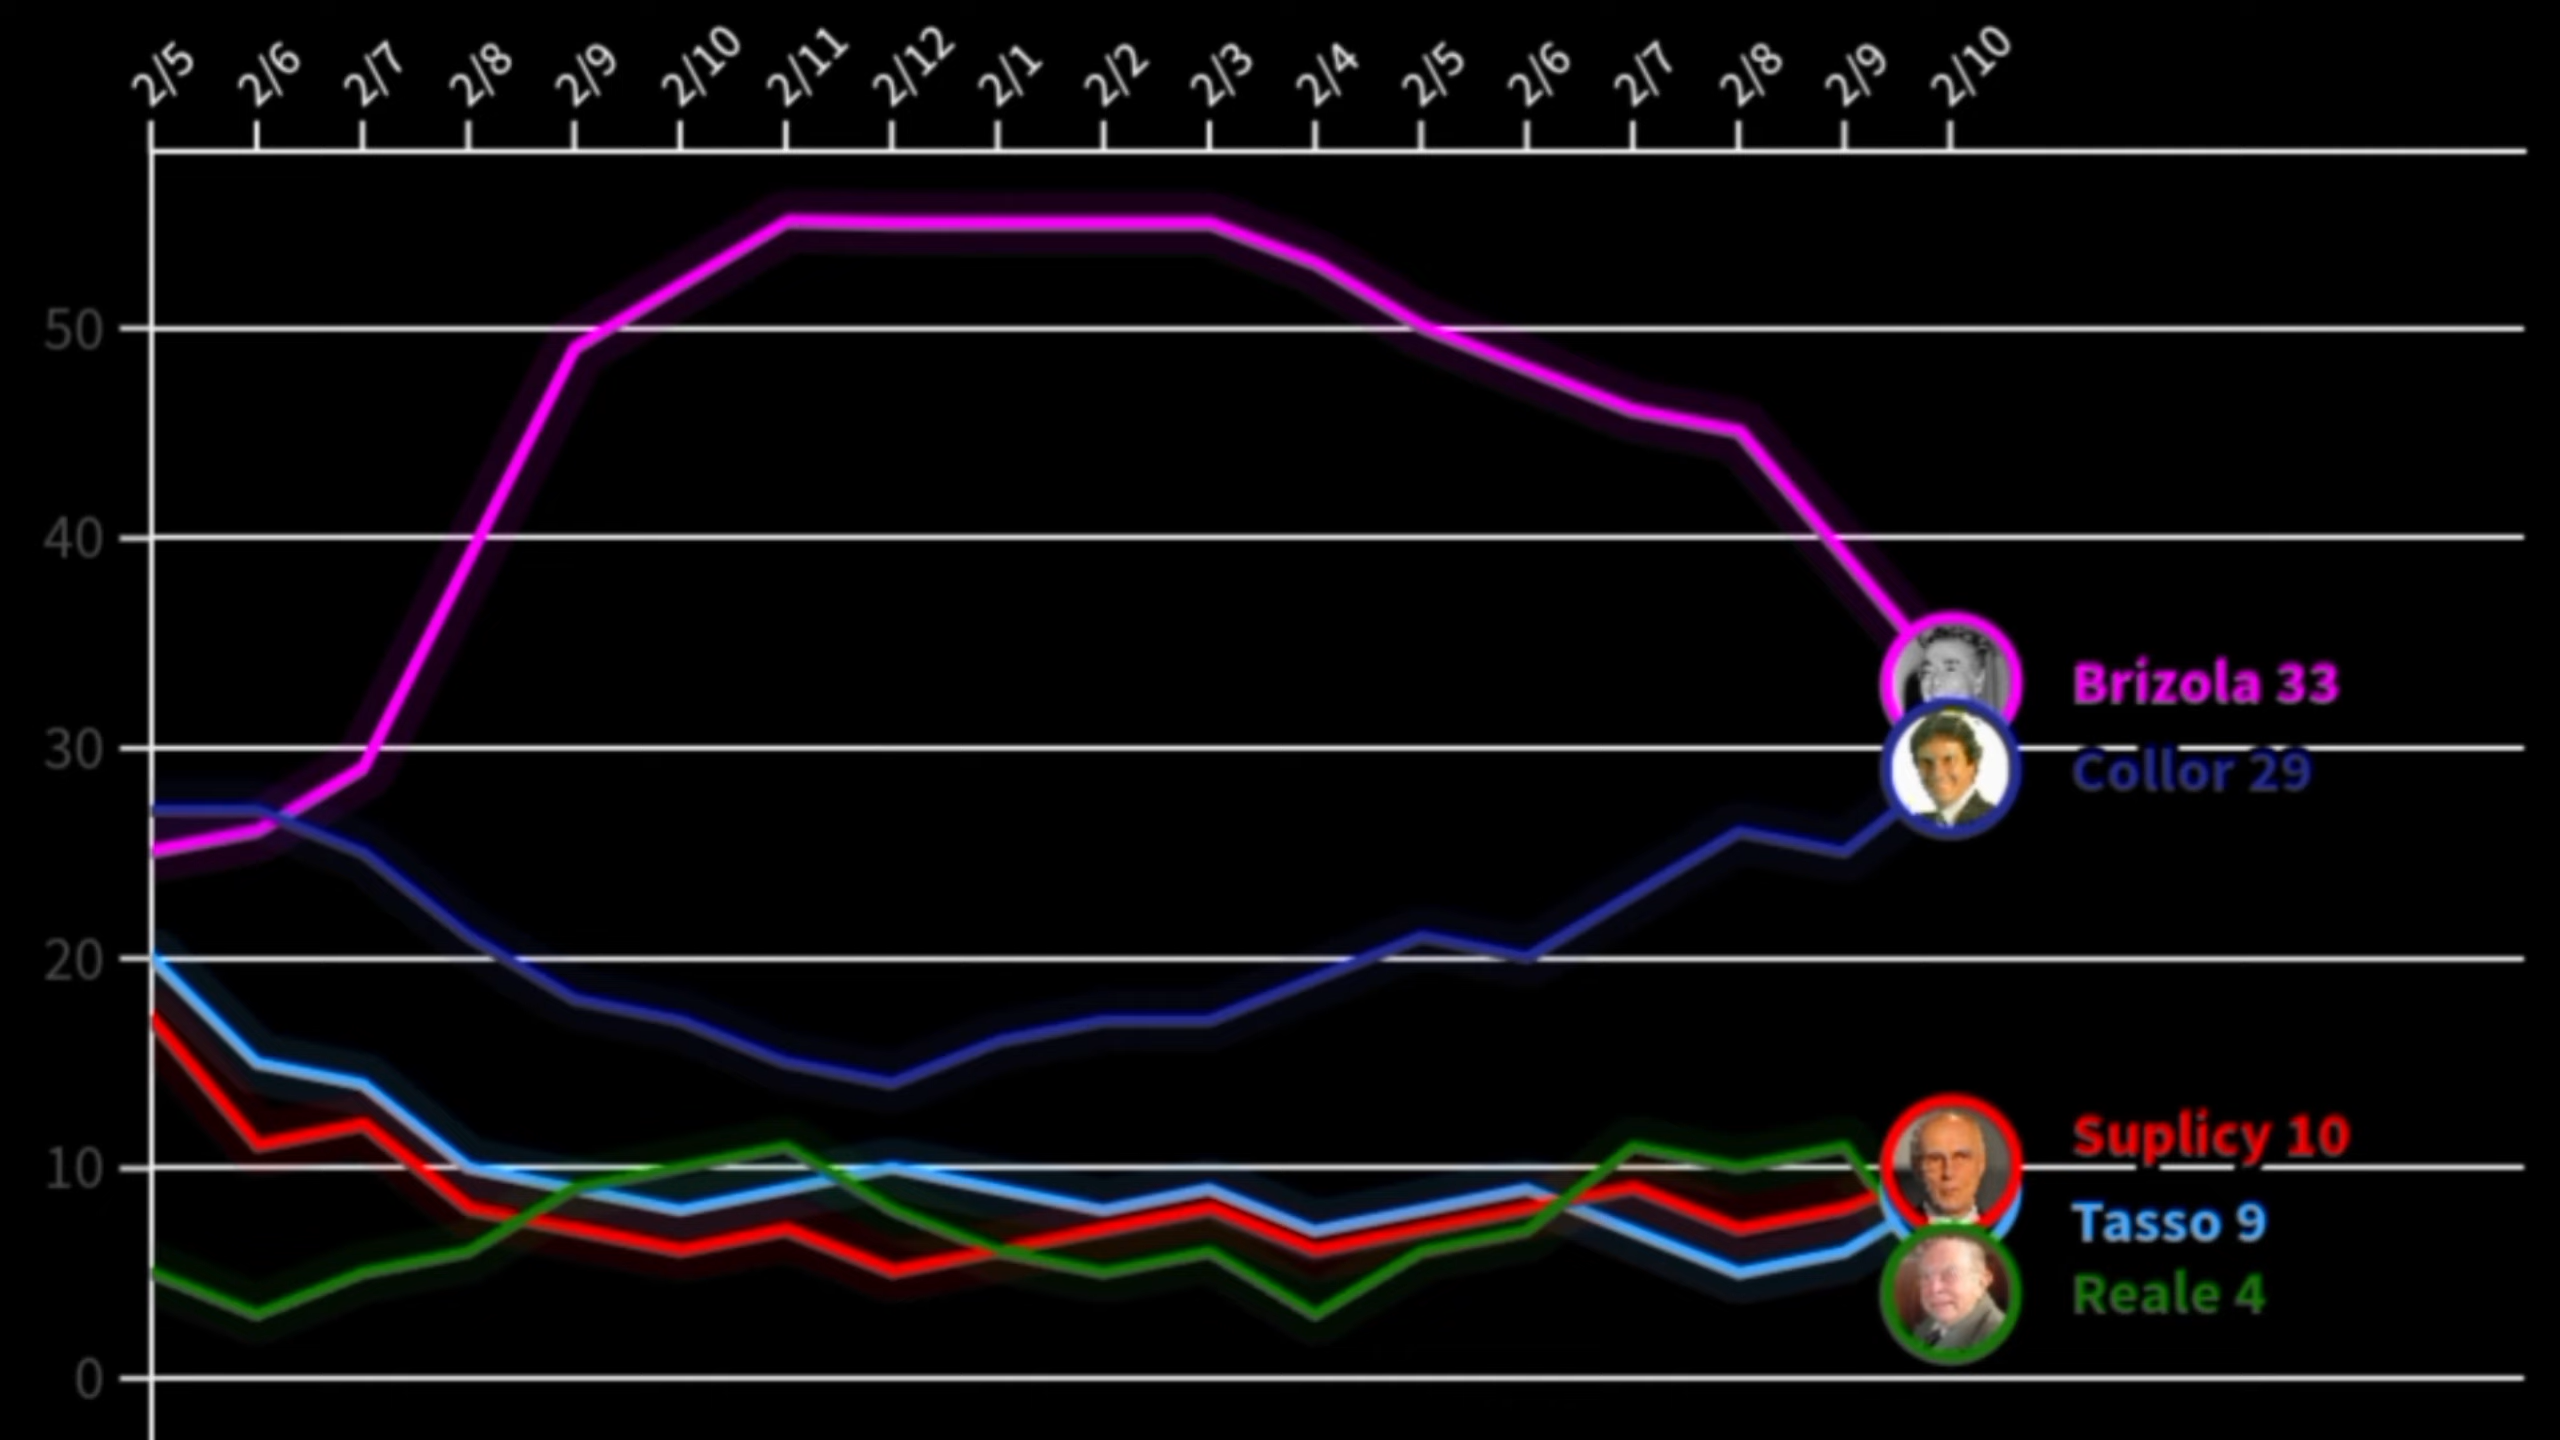 2/5 2/6 2/7 2/8 2/9 2/10 2/11 2/12 2/1 2/2 2/3 2/4 2/5 2/6 2/7 2/8 2/9 2/10
50
40
Brizola 33
30
Collor 29
20
Suplicy 10
10
Tasso 9
Reale 4
0